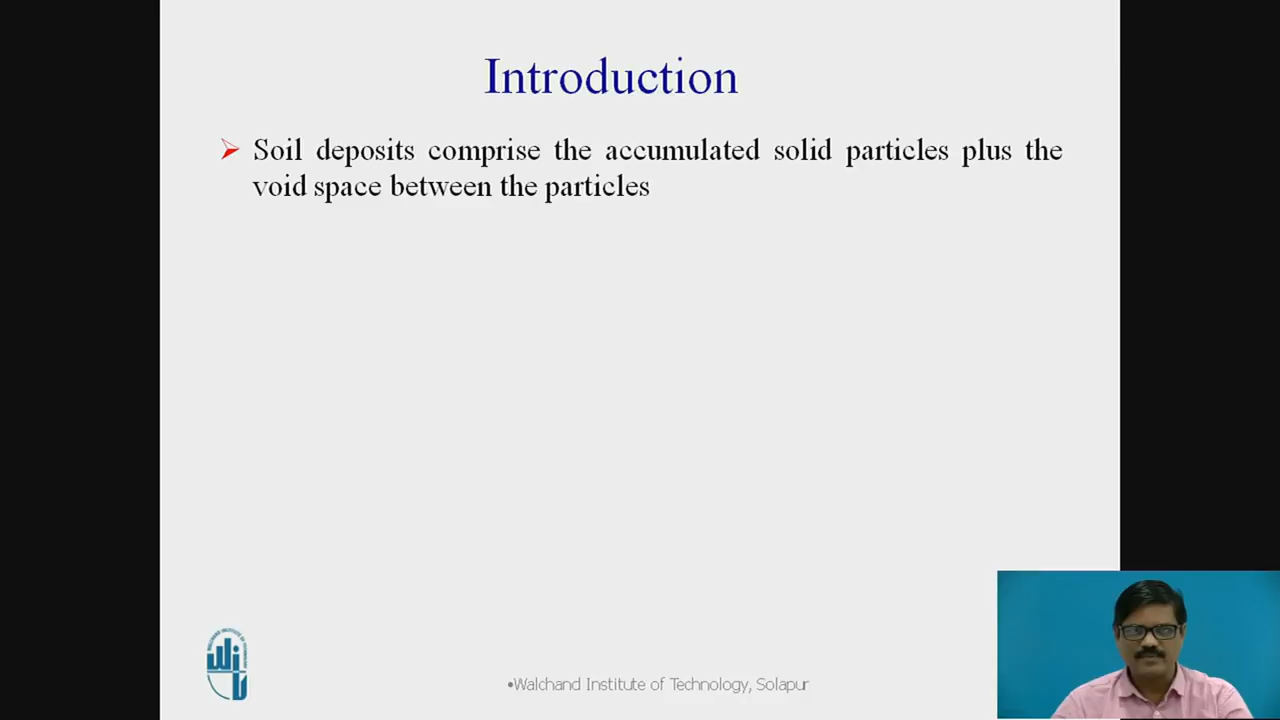 Introduction
Soil deposits comprise the accumulated solid particles plus the
void space between the particles
•Walchand Institute of Technology, Solapur